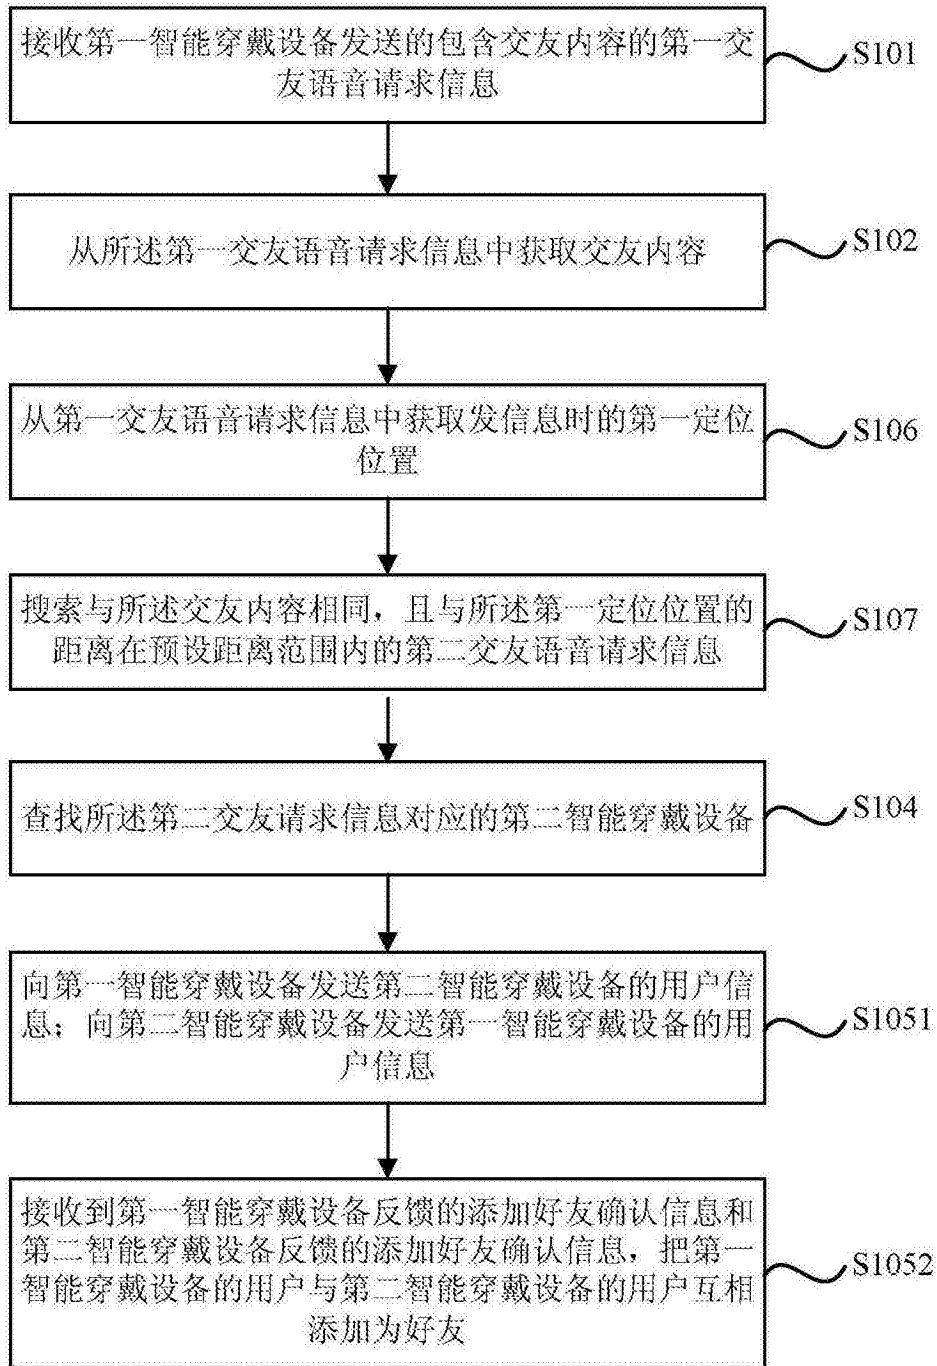 接收第一智能穿戴设备发送的包含交友内容的第一交
友语音请求信息
S101
从所述第一交友语音请求信息中获取交友内容
S102
从第一交友语音请求信息中获取发信息时的第一定位
位置
S106
搜索与所述交友内容相同，且与所述第一定位位置的
距离在预设距离范围内的第二交友语音请求信息
S107
查找所述第二交友请求信息对应的第二智能穿戴设备
S104
向第一智能穿戴设备发送第二智能穿戴设备的用户信
息；向第二智能穿戴设备发送第一智能穿戴设备的用
户信息
S1051
接收到第一智能穿戴设备反馈的添加好友确认信息和
第二智能穿戴设备反馈的添加好友确认信息，把第一
智能穿戴设备的用户与第二智能穿戴设备的用户互相
添加为好友
S1052